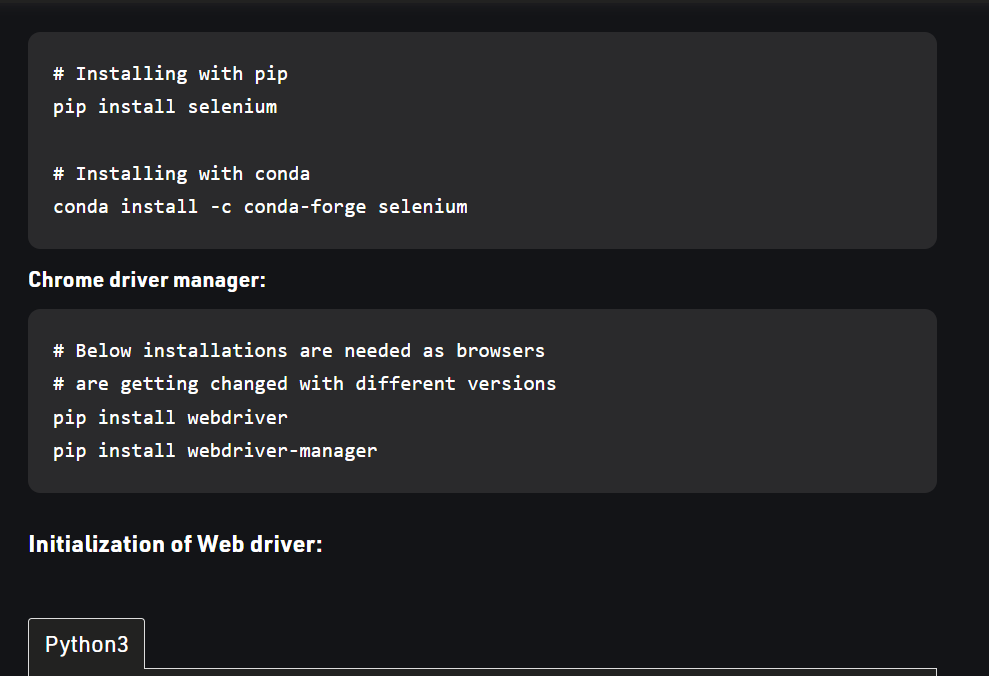 # Installing with pip
pip install selenium
# Installing with conda
conda install -c conda-forge selenium
Chrome driver manager:
# Below installations are needed as browsers
# are getting changed with different versions
pip install webdriver
pip install webdriver-manager
Initialization of Web driver:
Python3